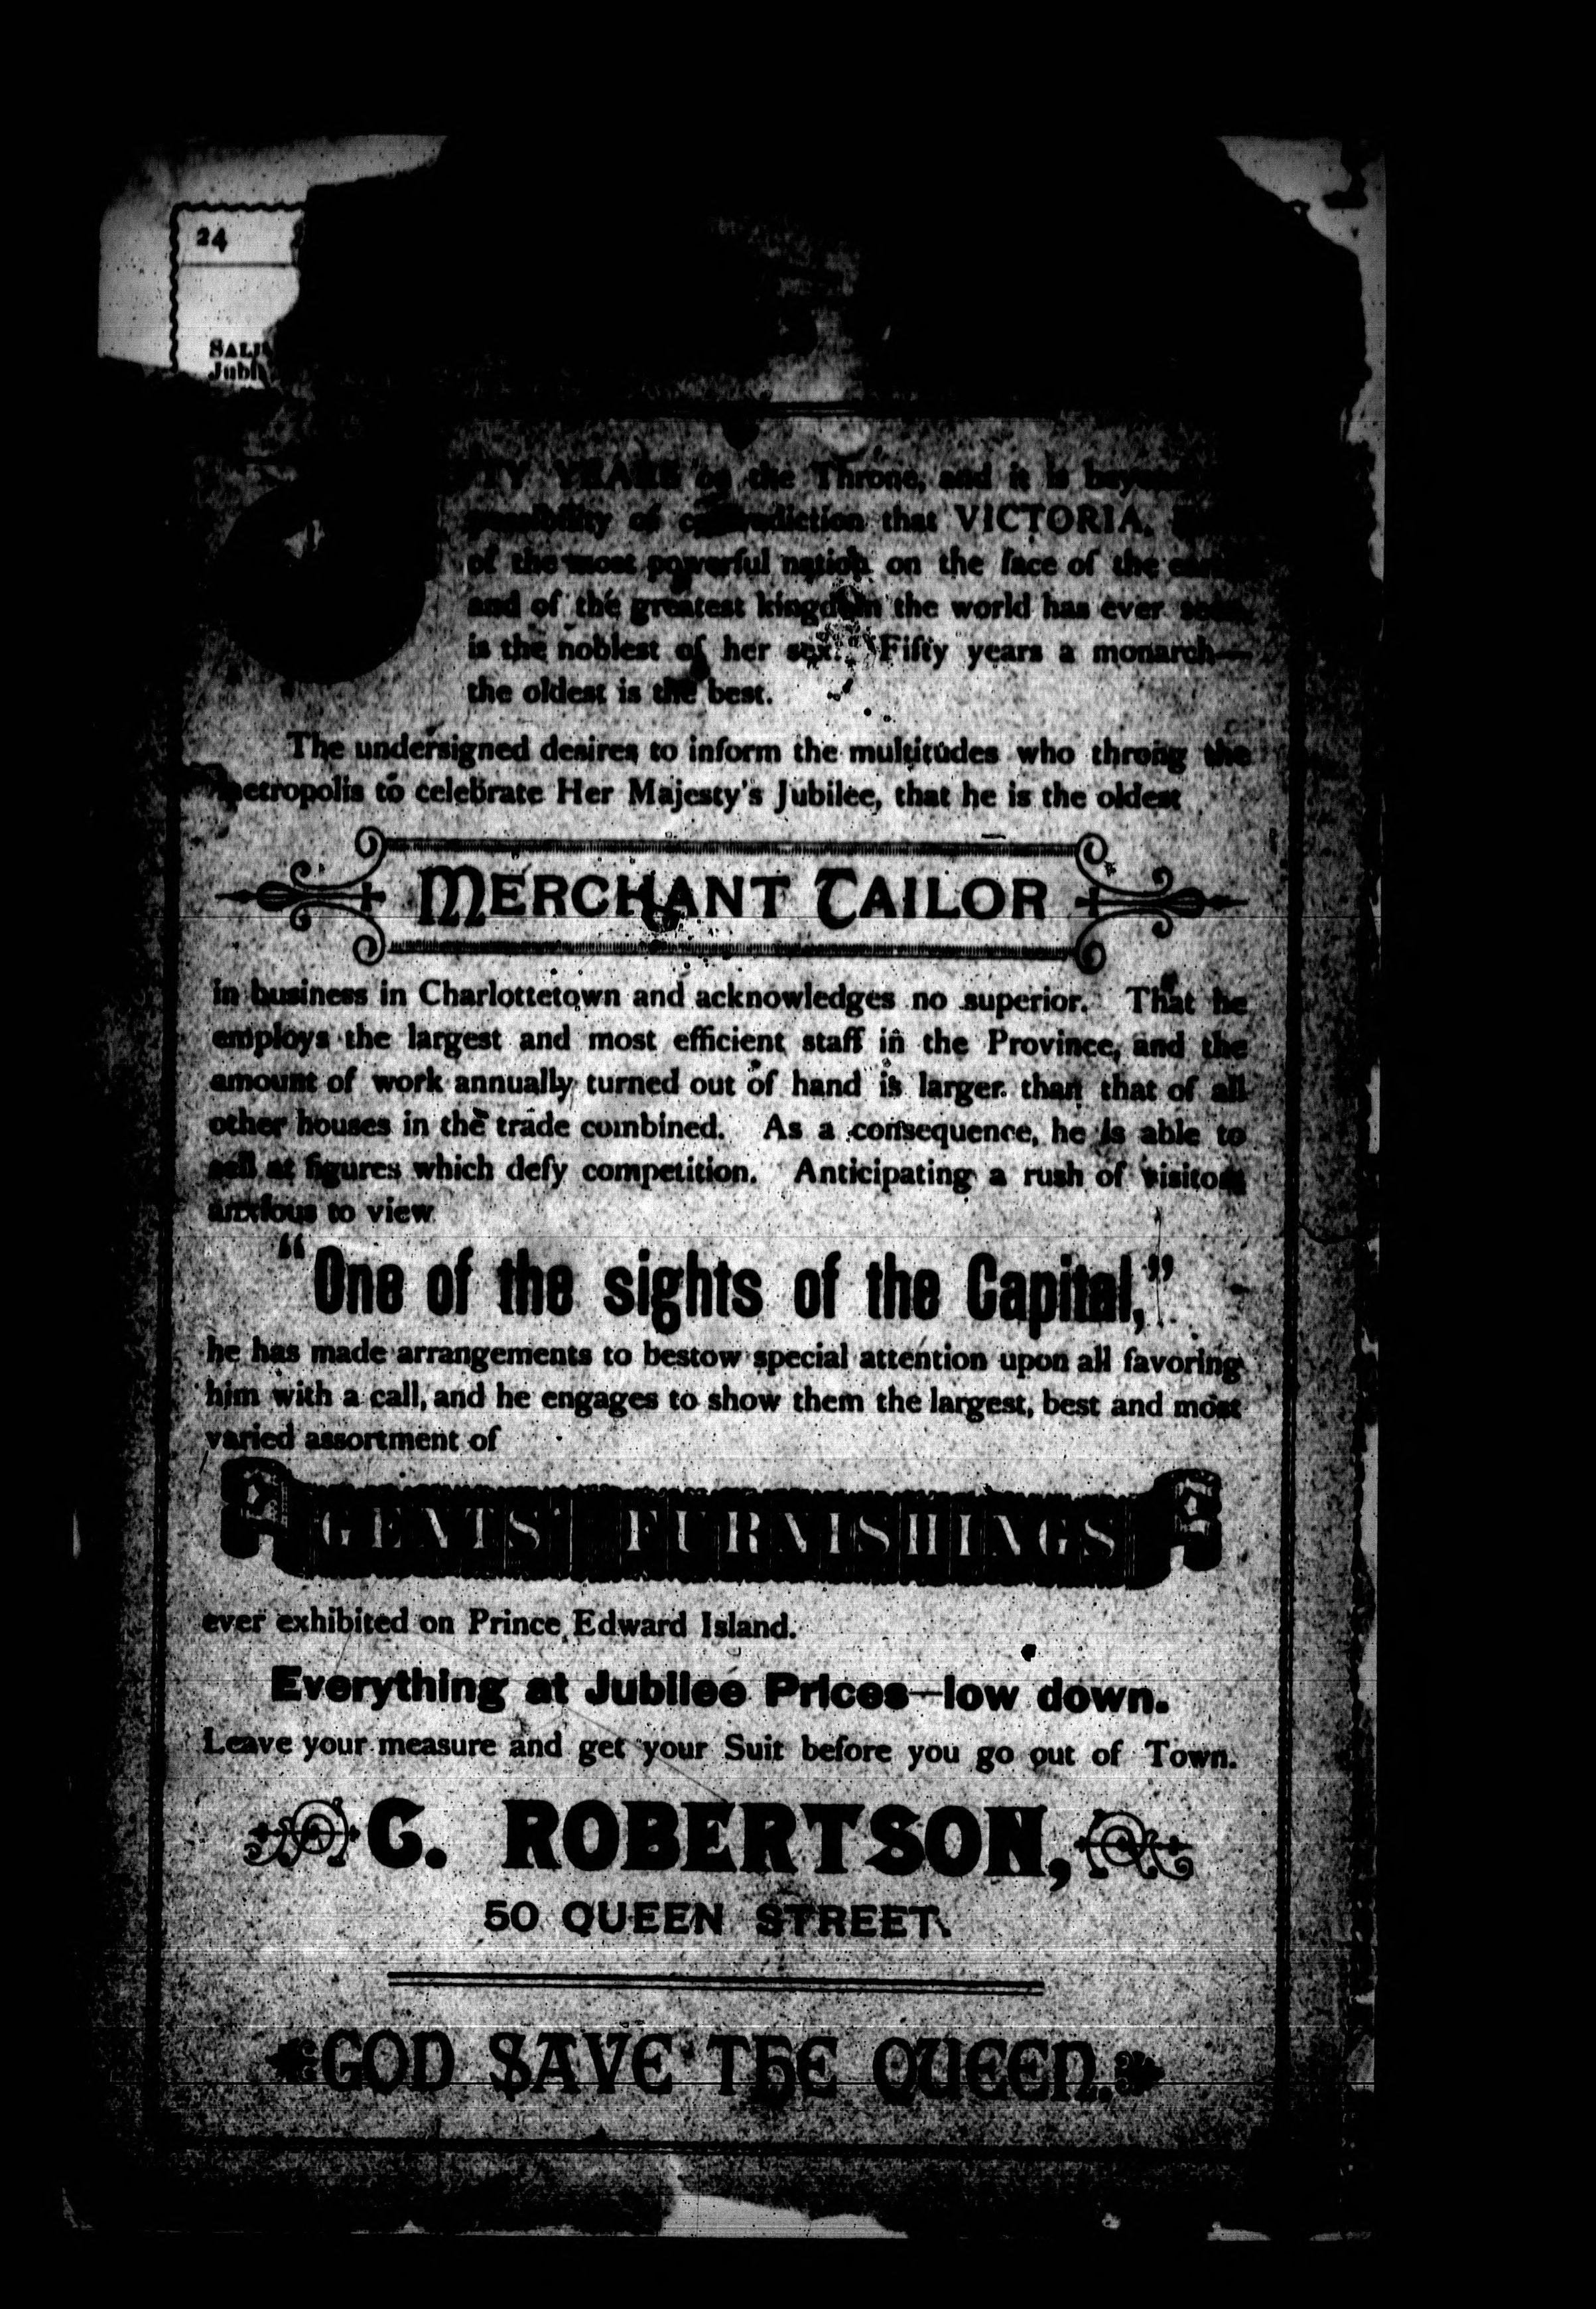 24
on the Throne, and it is
possibility of contradiction that VICTORIA,
of the most powerful nation on the face of the
and of the greatest kingdom the world has ever
is the noblest of her sex. Fifty years a monarch—
the oldest is the best.
The undersigned desires to inform the multitudes who throng the
metropolis to celebrate Her Majesty's Jubilee, that he is the oldest
MERCHANT TAILOR
in business in Charlottetown and acknowledges no superior. That he
employs the largest and most efficient staff in the Province, and the
amount of work annually turned out of hand is larger than that of all
other houses in the trade combined. As a consequence, he is able to
sell at figures which defy competition. Anticipating a rush of visitors
anxious to view
"One of the sights of the Capital,"
he has made arrangements to bestow special attention upon all favoring
him with a call, and he engages to show them the largest, best and most
varied assortment of
GENTS' FURNISHINGS
ever exhibited on Prince Edward Island.
Everything at Jubilee Prices—low down.
Leave your measure and get your Suit before you go out of Town.
C. ROBERTSON,
50 QUEEN STREET.
GOD SAVE THE QUEEN.